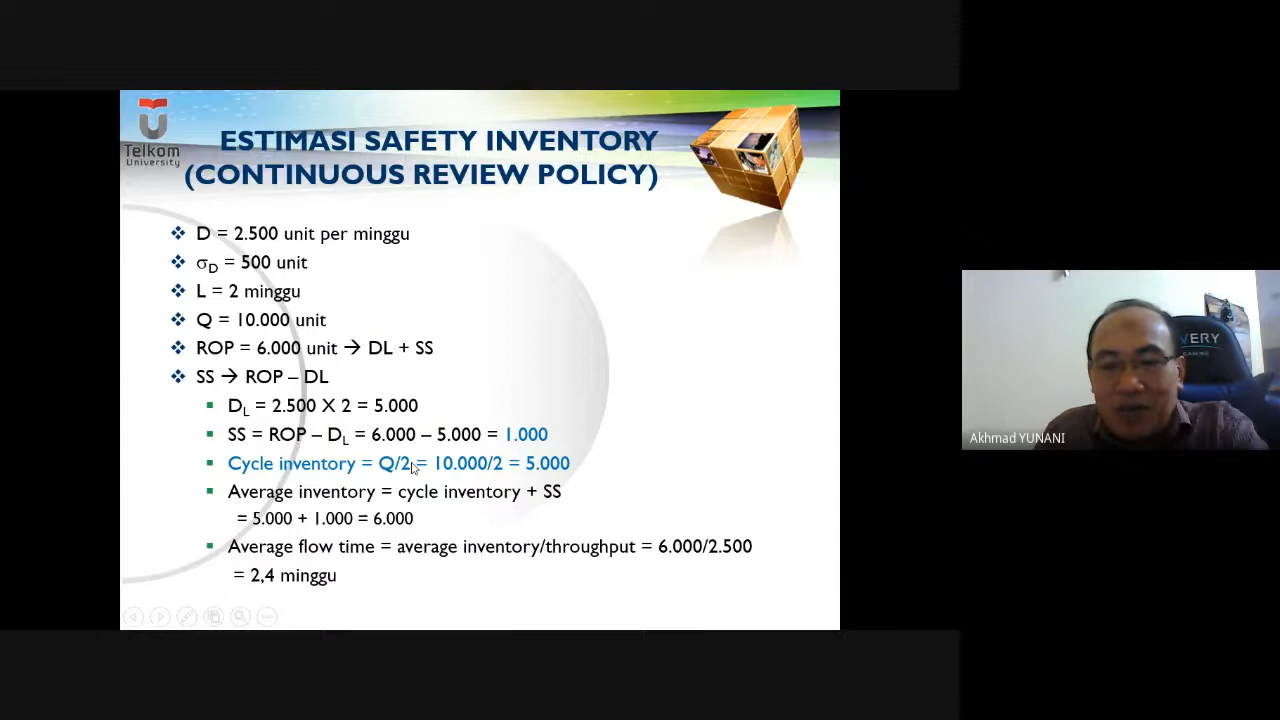 Telkom
University
ESTIMASI SAFETY INVENTORY
(CONTINUOUS REVIEW POLICY)
❖ D = 2.500 unit per minggu
❖ σD = 500 unit
❖ L = 2 minggu
❖ Q = 10.000 unit
❖ ROP = 6.000 unit → DL + SS
❖ SS → ROP – DL
▪ DL = 2.500 X 2 = 5.000
▪ SS = ROP – DL = 6.000 – 5.000 = 1.000
▪ Cycle inventory = Q/2 = 10.000/2 = 5.000
▪ Average inventory = cycle inventory + SS
= 5.000 + 1.000 = 6.000
▪ Average flow time = average inventory/throughput = 6.000/2.500
= 2,4 minggu
GAMING
Akhmad YUNANI